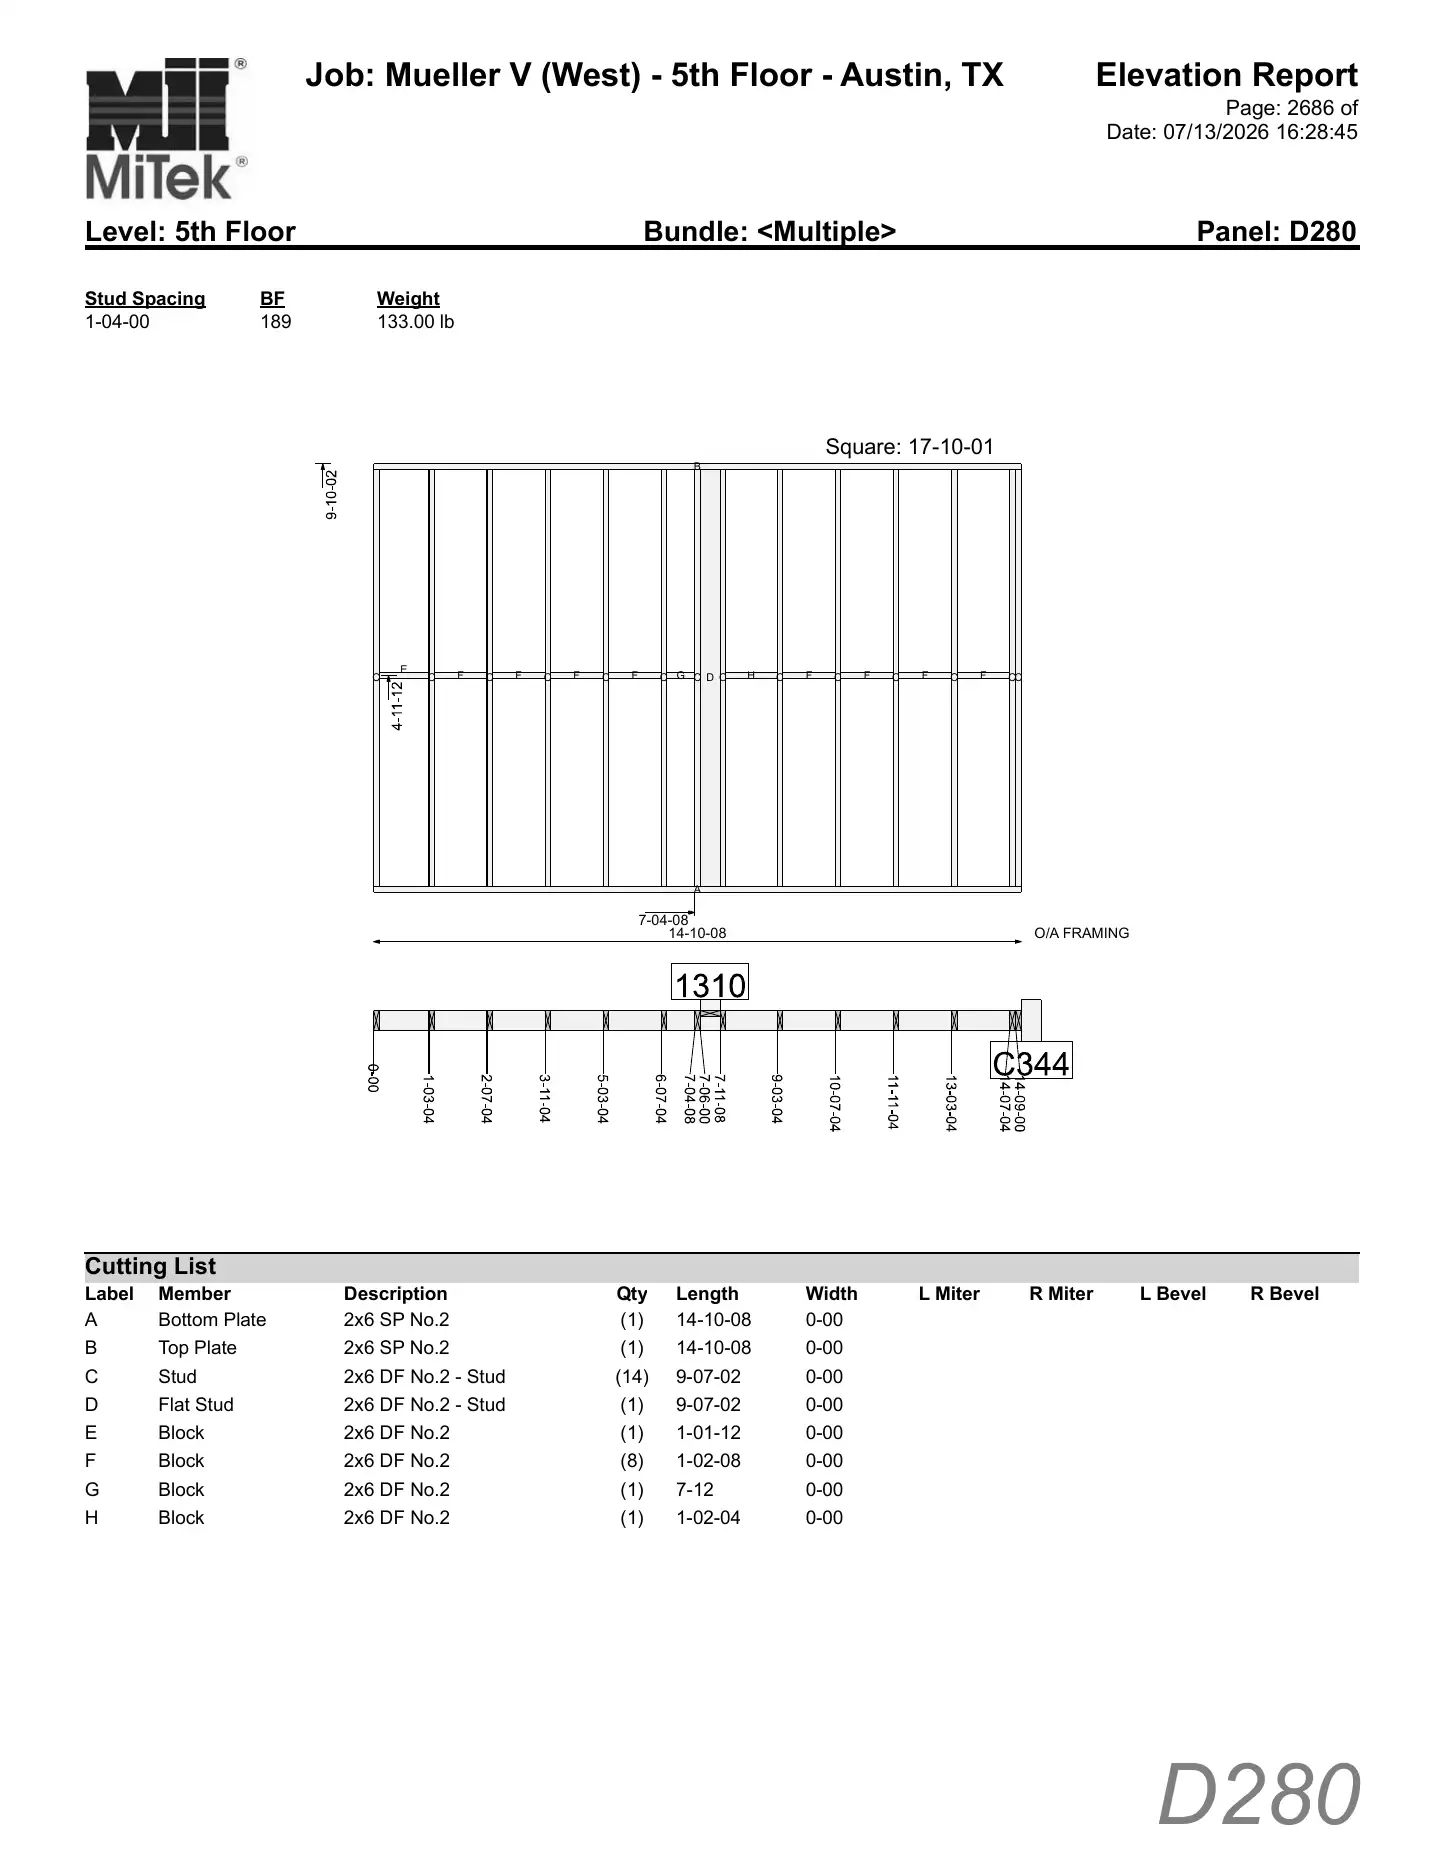 Job: Mueller V (West) - 5th Floor - Austin, TX
Elevation Report
Page: 2686 of
Date: 07/13/2026 16:28:45
MiTek®
Level: 5th Floor Bundle: <Multiple> Panel: D280
Stud Spacing BF Weight
1-04-00 189 133.00 lb
Square: 17-10-01
B
9-10-02
F F F F F G D H F F F F
4-11-12
A
7-04-08
14-10-08 O/A FRAMING
1310
C344
0-00 1-03-04 2-07-04 3-11-04 5-03-04 6-07-04 7-04-08 7-06-00 7-11-08 9-03-04 10-07-04 11-11-04 13-03-04 14-07-04 14-09-00
Cutting List
Label Member Description Qty Length Width L Miter R Miter L Bevel R Bevel
A Bottom Plate 2x6 SP No.2 (1) 14-10-08 0-00
B Top Plate 2x6 SP No.2 (1) 14-10-08 0-00
C Stud 2x6 DF No.2 - Stud (14) 9-07-02 0-00
D Flat Stud 2x6 DF No.2 - Stud (1) 9-07-02 0-00
E Block 2x6 DF No.2 (1) 1-01-12 0-00
F Block 2x6 DF No.2 (8) 1-02-08 0-00
G Block 2x6 DF No.2 (1) 7-12 0-00
H Block 2x6 DF No.2 (1) 1-02-04 0-00
D280